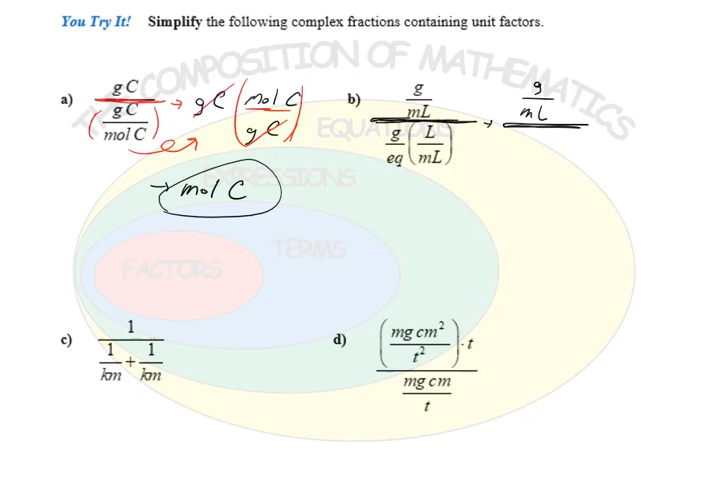 You Try It! Simplify the following complex fractions containing unit factors.
THE COMPOSITION OF MATHEMATICS
EQUATIONS
EXPRESSIONS
TERMS
FACTORS
a) (g C) / ((g C) / (mol C)) → g C ((mol C) / (g C))
→ mol C
b) (g / mL) / ((g / eq) (L / mL)) → (g / mL) /
c) 1 / (1 / km + 1 / km)
d) (((mg cm²) / t²) · t) / ((mg cm) / t)